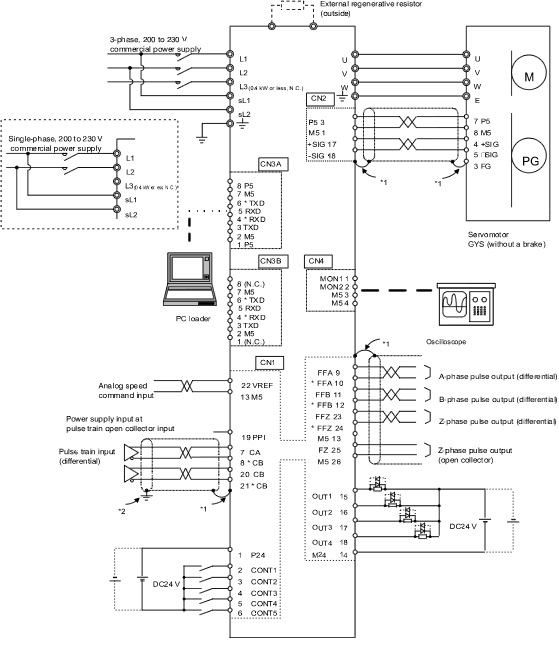 External regenerative resistor
(outside)
3-phase, 200 to 230 V
commercial power supply
L1
L2
L3 (0.4 kW or less, N.C.)
sL1
sL2
U
V
W
U
V
W
E
M
CN2
P5 3
M5 1
+SIG 17
-SIG 18
7 P5
8 M5
4 +SIG
3 FG
PG
*1
*1
Servomotor
GYS (without a brake)
Single-phase, 200 to 230 V
commercial power supply
L1
L2
L3 (0.4 kW or less N.C.)
sL1
sL2
CN3A
8 P5
7 M5
6 * TXD
5 RXD
4 * RXD
3 TXD
2 M5
1 P5
PC loader
CN3B
8 (N.C.)
7 M5
6 * TXD
5 RXD
4 * RXD
3 TXD
2 M5
1 (N.C.)
CN4
MON1 1
MON2 2
M5 3
M5 4
Oscilloscope
CN1
*1
Analog speed
command input
22 VREF
13 M5
Power supply input at
pulse train open collector input
19 PPI
Pulse train input
(differential)
7 CA
8 * CB
20 CB
21 * CB
*2
*1
FFA 9
* FFA 10
FFB 11
* FFB 12
FFZ 23
* FFZ 24
M5 13
FZ 25
M5 26
A-phase pulse output (differential)
B-phase pulse output (differential)
Z-phase pulse output (differential)
Z-phase pulse output
(open collector)
OUT1 15
OUT2 16
OUT3 17
OUT4 18
M24 14
DC24 V
DC24 V
1 P24
2 CONT1
3 CONT2
4 CONT3
5 CONT4
6 CONT5